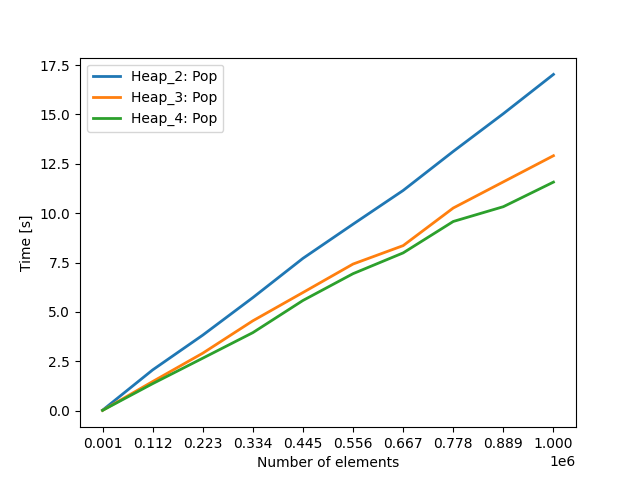 17.5
15.0
12.5
10.0
7.5
5.0
2.5
0.0
Time [s]
Heap_2: Pop
Heap_3: Pop
Heap_4: Pop
0.001 0.112 0.223 0.334 0.445 0.556 0.667 0.778 0.889 1.000
Number of elements
1e6